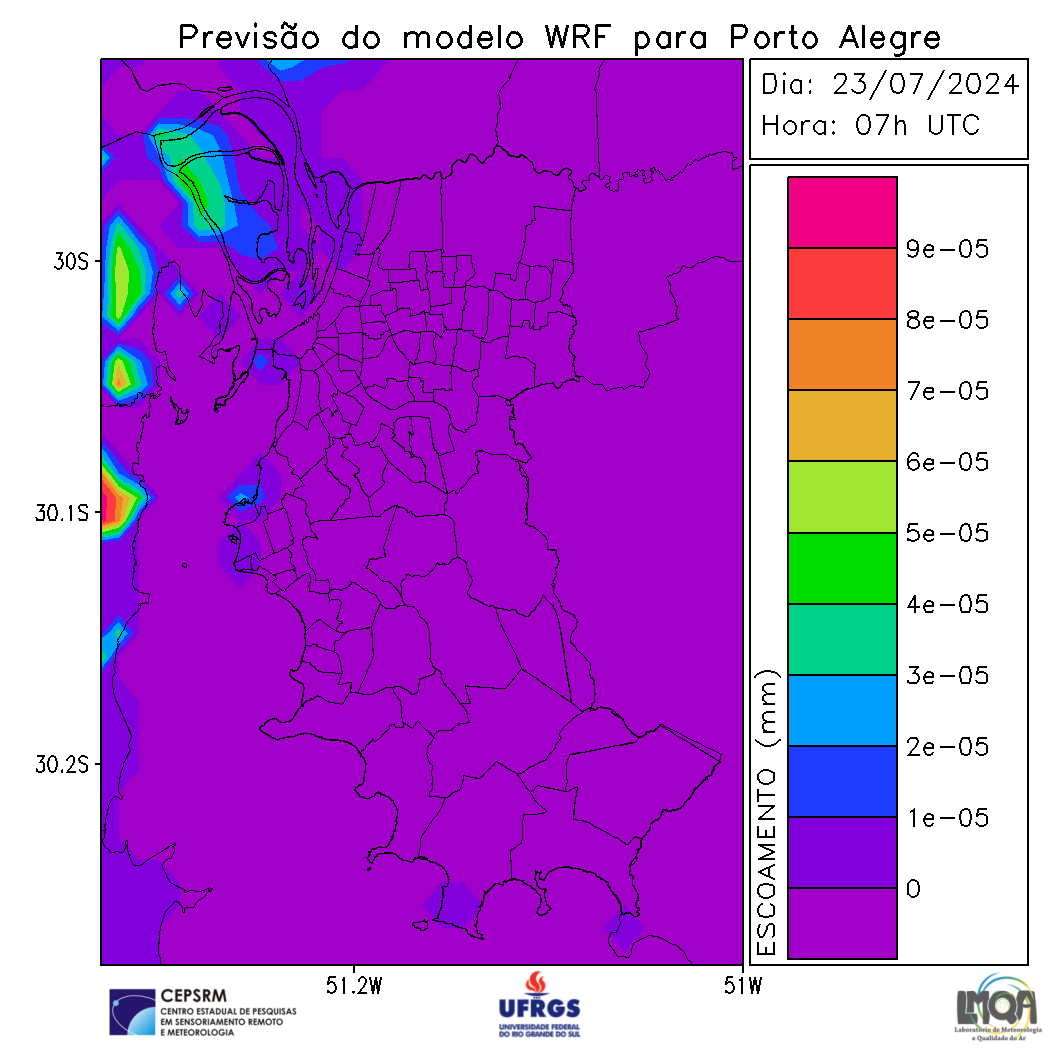 Previsão do modelo WRF para Porto Alegre
Dia: 23/07/2024
Hora: 07h UTC
9e-05
8e-05
7e-05
6e-05
5e-05
4e-05
3e-05
2e-05
1e-05
0
ESCOAMENTO (mm)
30S
30.1S
30.2S
51.2W
51W
CEPSRM
CENTRO ESTADUAL DE PESQUISAS
EM SENSORIAMENTO REMOTO
E METEOROLOGIA
UFRGS
UNIVERSIDADE FEDERAL
DO RIO GRANDE DO SUL
LMQA
Laboratório de Meteorologia
e Qualidade do Ar